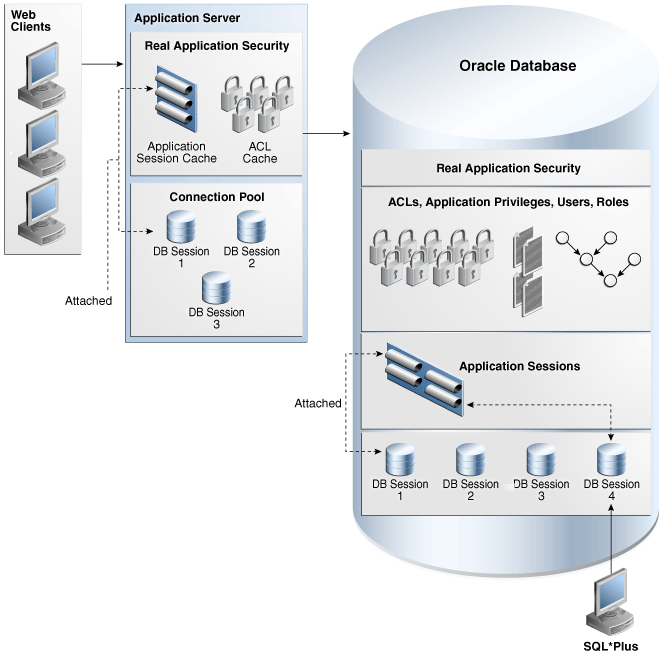 Web
Clients
Application Server
Real Application Security
Application
Session Cache
ACL
Cache
Connection Pool
DB Session
1
DB Session
2
DB Session
3
Attached
Oracle Database
Real Application Security
ACLs, Application Privileges, Users, Roles
Application Sessions
Attached
DB Session
1
DB Session
2
DB Session
3
DB Session
4
SQL*Plus